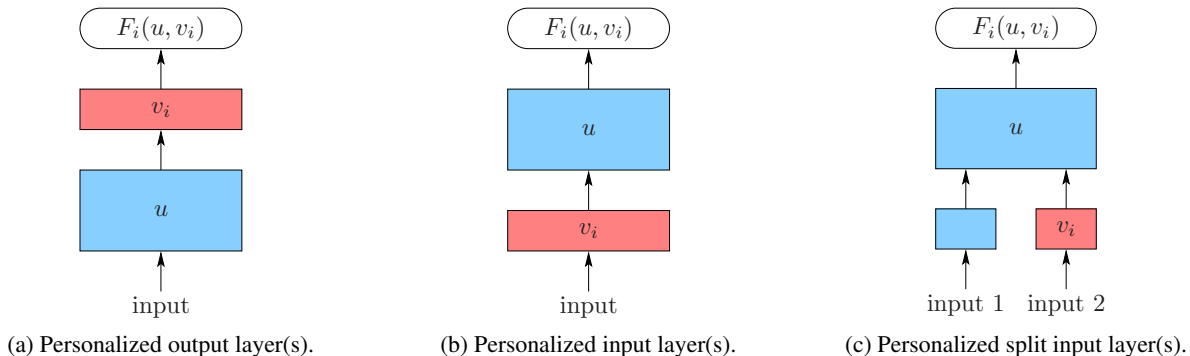 F_i(u, v_i)
v_i
u
input
(a) Personalized output layer(s).
F_i(u, v_i)
u
v_i
input
(b) Personalized input layer(s).
F_i(u, v_i)
u
v_i
input 1 input 2
(c) Personalized split input layer(s).